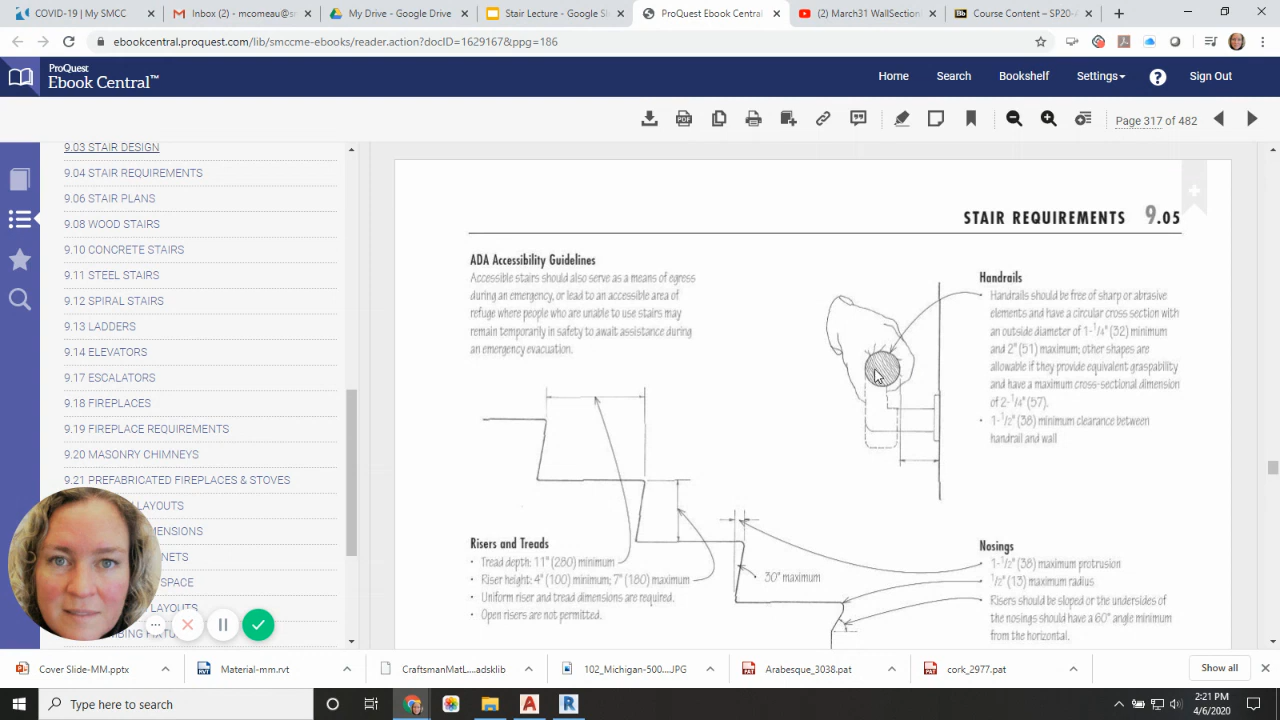 COVID-19 | My SMCC
Inbox (2) - mcomeau@s
My Drive - Google Drive
Stair Lecture - Google Sl
ProQuest Ebook Central
(2) March31 WallSection
Course Content – SP20-
ebookcentral.proquest.com/lib/smccme-ebooks/reader.action?docID=1629167&ppg=186
ProQuest
Ebook Central™
Home Search Bookshelf Settings Sign Out
Page 317 of 482
9.03 STAIR DESIGN
9.04 STAIR REQUIREMENTS
9.06 STAIR PLANS
9.08 WOOD STAIRS
9.10 CONCRETE STAIRS
9.11 STEEL STAIRS
9.12 SPIRAL STAIRS
9.13 LADDERS
9.14 ELEVATORS
9.17 ESCALATORS
9.18 FIREPLACES
9.19 FIREPLACE REQUIREMENTS
9.20 MASONRY CHIMNEYS
9.21 PREFABRICATED FIREPLACES & STOVES
LAYOUTS
MENSIONS
NETS
SPACE
LAYOUTS
STAIR REQUIREMENTS 9.05
ADA Accessibility Guidelines
Accessible stairs should also serve as a means of egress
during an emergency, or lead to an accessible area of
refuge where people who are unable to use stairs may
remain temporarily in safety to await assistance during
an emergency evacuation.
Handrails
• Handrails should be free of sharp or abrasive
elements and have a circular cross section with
an outside diameter of 1-1/4" (32) minimum
and 2" (51) maximum; other shapes are
allowable if they provide equivalent graspability
and have a maximum cross-sectional dimension
of 2-1/4" (57).
• 1-1/2" (38) minimum clearance between
handrail and wall
Risers and Treads
• Tread depth: 11" (280) minimum
• Riser height: 4" (100) minimum; 7" (180) maximum
• Uniform riser and tread dimensions are required.
• Open risers are not permitted.
30° maximum
Nosings
• 1-1/2" (38) maximum protrusion
• 1/2" (13) maximum radius
• Risers should be sloped or the undersides of
the nosings should have a 60° angle minimum
from the horizontal.
Cover Slide-MM.pptx
Material-mm.rvt
CraftsmanMatL....adsklib
102_Michigan-500....JPG
Arabesque_3038.pat
cork_2977.pat
Show all
Type here to search
2:21 PM
4/6/2020